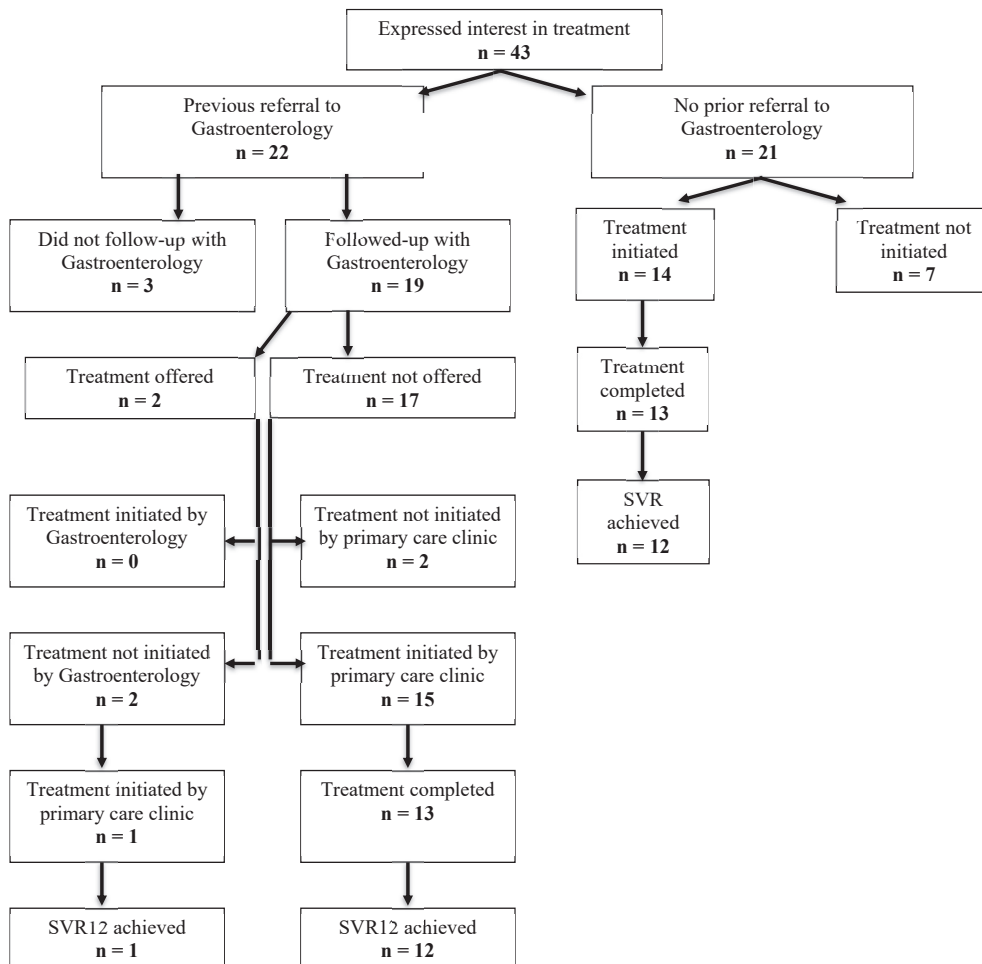 Expressed interest in treatment
n = 43
Previous referral to
Gastroenterology
n = 22
No prior referral to
Gastroenterology
n = 21
Did not follow-up with
Gastroenterology
n = 3
Followed-up with
Gastroenterology
n = 19
Treatment
initiated
n = 14
Treatment not
initiated
n = 7
Treatment offered
n = 2
Treatment not offered
n = 17
Treatment
completed
n = 13
Treatment initiated by
Gastroenterology
n = 0
Treatment not initiated
by primary care clinic
n = 2
SVR
achieved
n = 12
Treatment not initiated
by Gastroenterology
n = 2
Treatment initiated by
primary care clinic
n = 15
Treatment initiated by
primary care clinic
n = 1
Treatment completed
n = 13
SVR12 achieved
n = 1
SVR12 achieved
n = 12